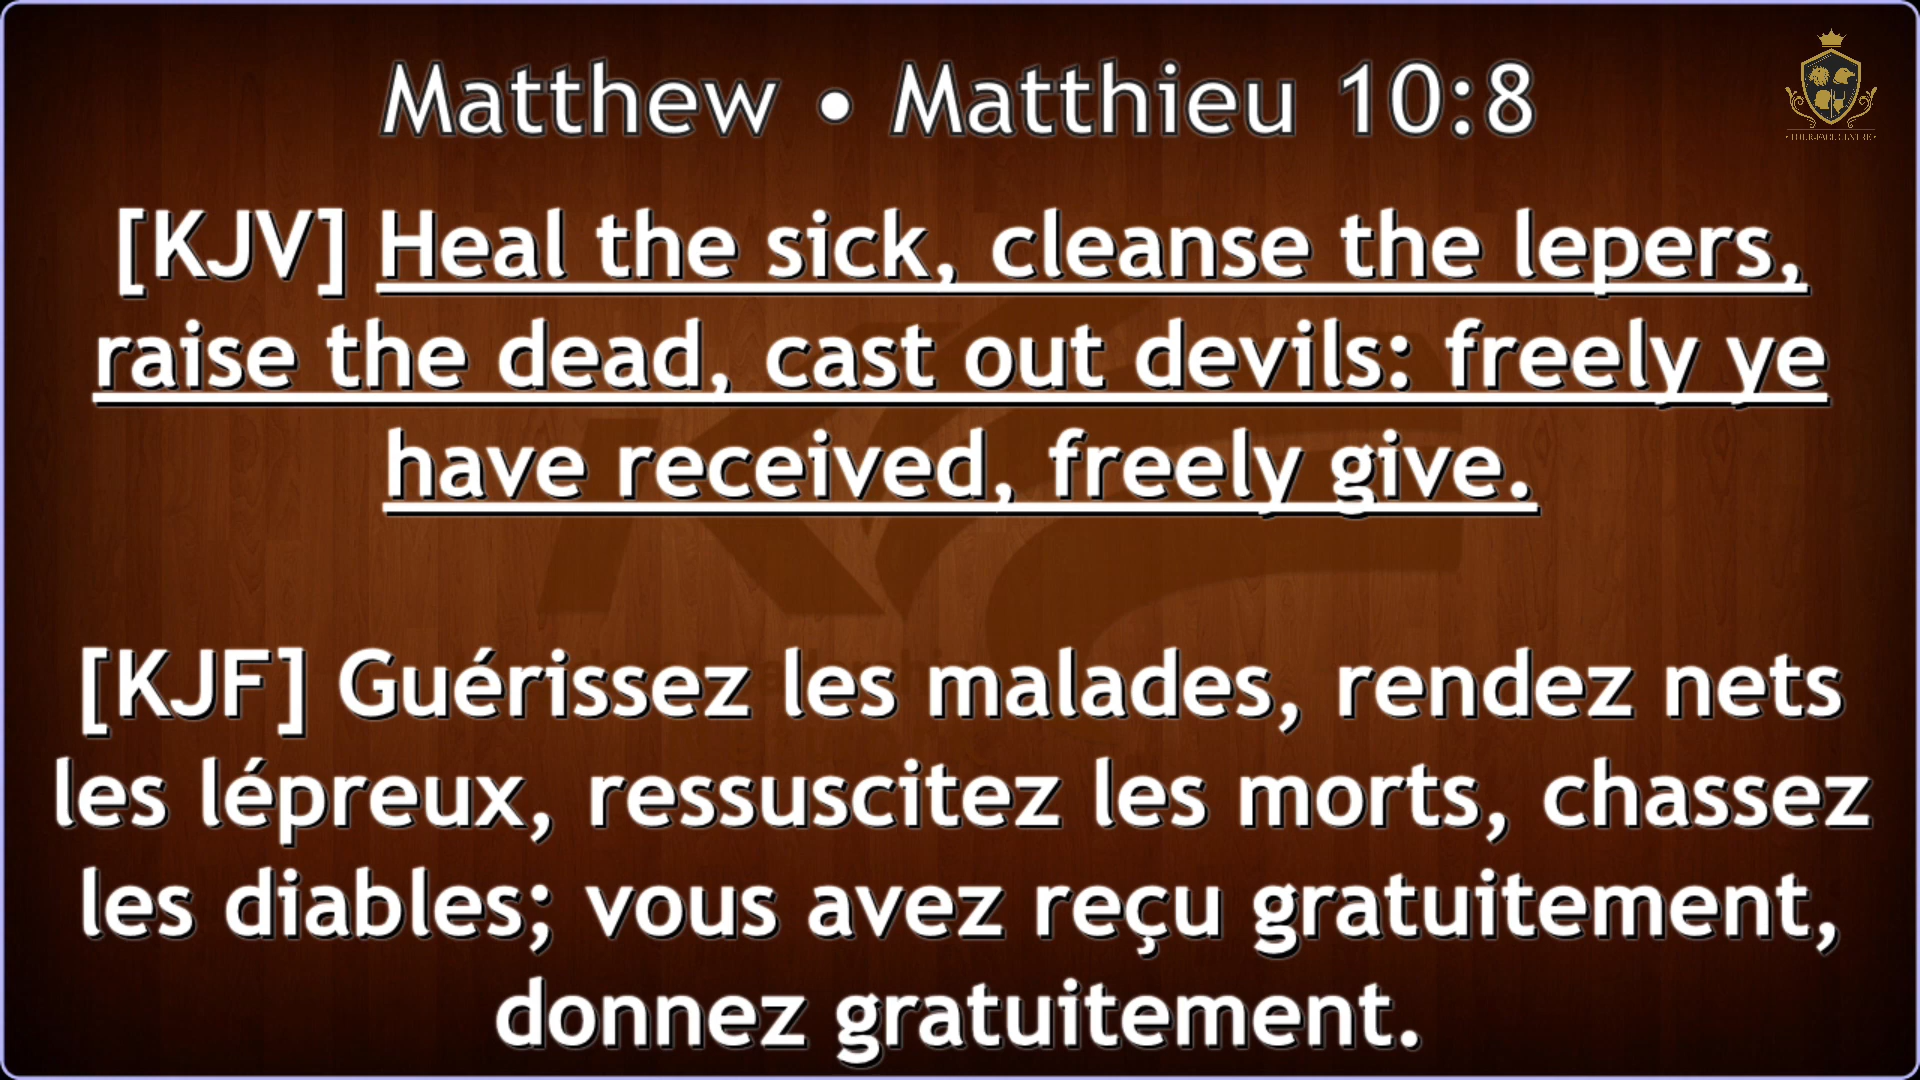 Matthew • Matthieu 10:8
[KJV] Heal the sick, cleanse the lepers,
raise the dead, cast out devils: freely ye
have received, freely give.
[KJF] Guérissez les malades, rendez nets
les lépreux, ressuscitez les morts, chassez
les diables; vous avez reçu gratuitement,
donnez gratuitement.